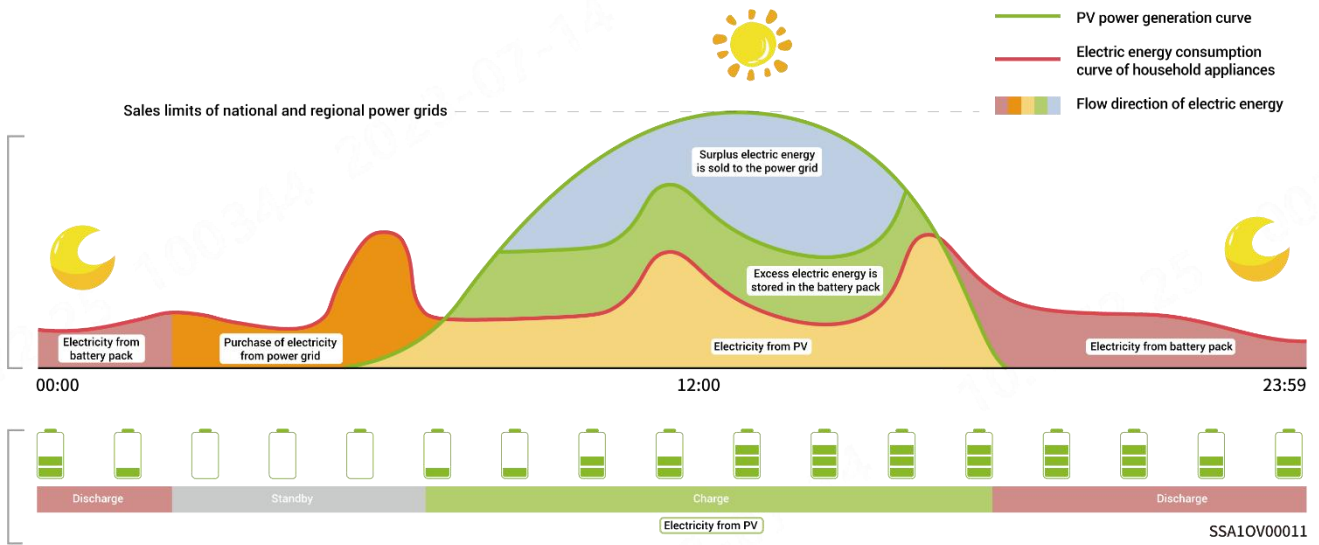 PV power generation curve
Electric energy consumption
curve of household appliances
Sales limits of national and regional power grids
Flow direction of electric energy
Surplus electric energy
is sold to the power grid
Excess electric energy is
stored in the battery pack
Electricity from
battery pack
Purchase of electricity
from power grid
Electricity from PV
Electricity from battery pack
00:00
12:00
23:59
Discharge
Standby
Charge
Discharge
Electricity from PV
SSA1OV00011